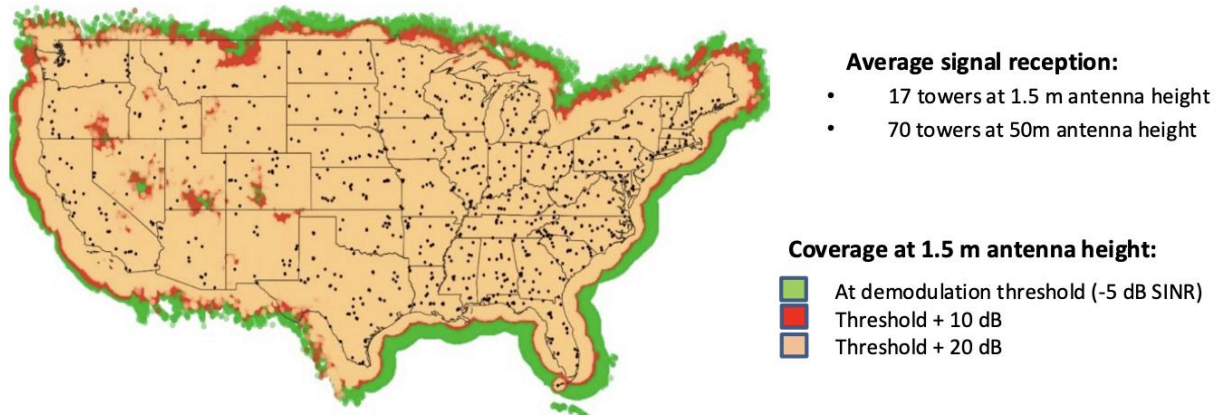 Average signal reception:
• 17 towers at 1.5 m antenna height
• 70 towers at 50m antenna height
Coverage at 1.5 m antenna height:
At demodulation threshold (-5 dB SINR)
Threshold + 10 dB
Threshold + 20 dB